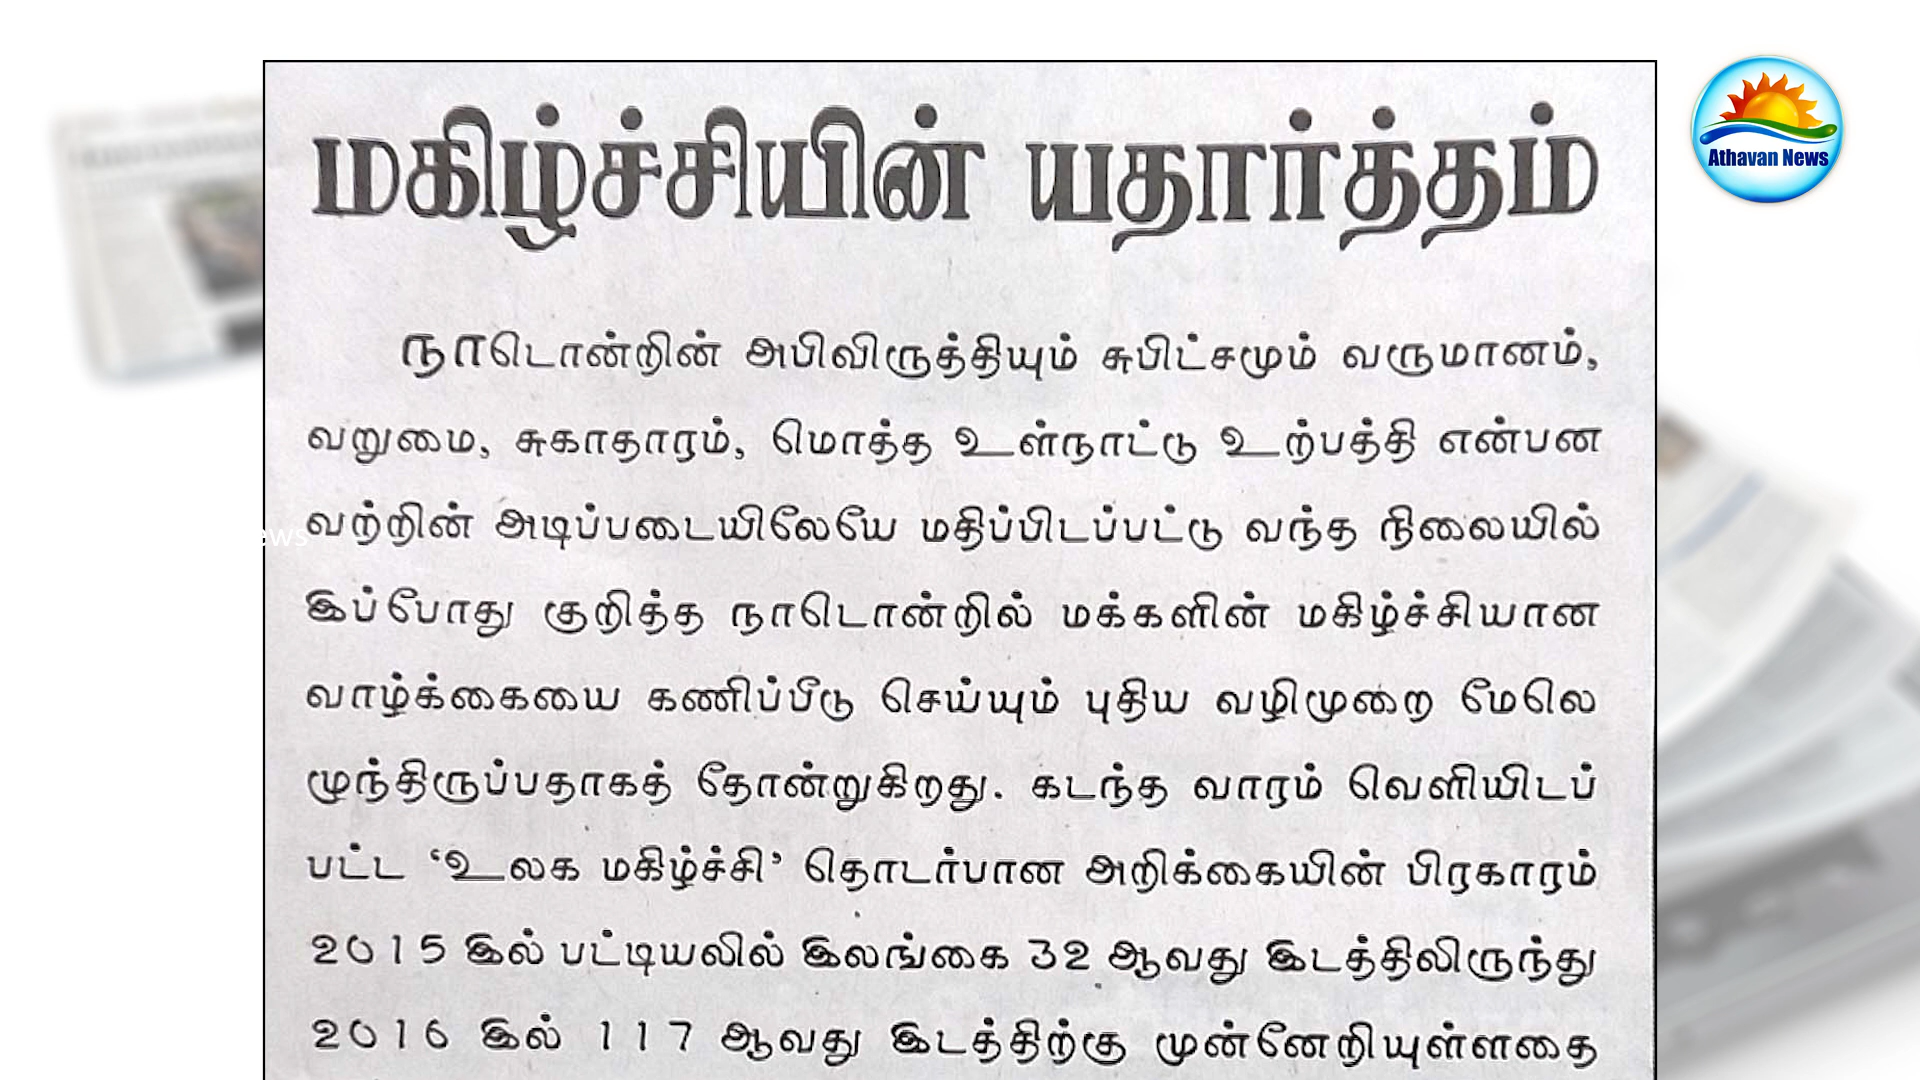 மகிழ்ச்சியின் யதார்த்தம்
Athavan News
நாடொன்றின் அபிவிருத்தியும் சுபிட்சமும் வருமானம்,
வறுமை, சுகாதாரம், மொத்த உள்நாட்டு உற்பத்தி என்பன
வற்றின் அடிப்படையிலேயே மதிப்பிடப்பட்டு வந்த நிலையில்
இப்போது குறித்த நாடொன்றில் மக்களின் மகிழ்ச்சியான
வாழ்க்கையை கணிப்பீடு செய்யும் புதிய வழிமுறை மேலெ
முந்திருப்பதாகத் தோன்றுகிறது. கடந்த வாரம் வெளியிடப்
பட்ட ‘உலக மகிழ்ச்சி’ தொடர்பான அறிக்கையின் பிரகாரம்
2015 இல் பட்டியலில் இலங்கை 32 ஆவது இடத்திலிருந்து
2016 இல் 117 ஆவது இடத்திற்கு முன்னேறியுள்ளதை